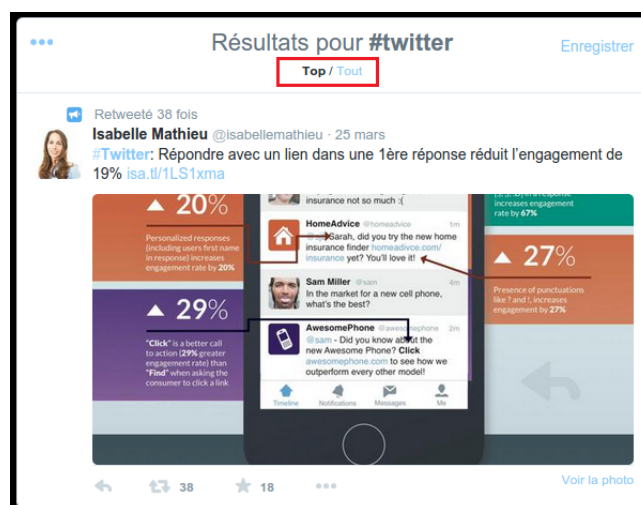 Résultats pour #twitter
Enregistrer
Top / Tout
Retweeté 38 fois
Isabelle Mathieu @isabellemathieu · 25 mars
#Twitter: Répondre avec un lien dans une 1ère réponse réduit l’engagement de
19% isa.tl/1LS1xma
20%
Personalized responses
(including users first name
in response) increases
engagement rate by 20%
29%
"Click" is a better call
to action (29% greater
engagement rate) than
"Find" when asking the
consumer to click a link
insurance not so much :(
HomeAdvice @homeadvice 1m
Sarah, did you try the new home
insurance finder homeadivce.com/
insurance yet? You'll love it!
Sam Miller @sam 4m
In the market for a new cell phone,
what's the best?
AwesomePhone @awesomephone 2m
@sam - Did you know about the
new Awesome Phone? Click
awesomephone.com to see how we
outperform every other model!
Timeline
Notifications
Messages
Me
increases
engagement
rate by 67%
27%
Presence of punctuations
like ? and !, increases
engagement by 27%
38
18
Voir la photo